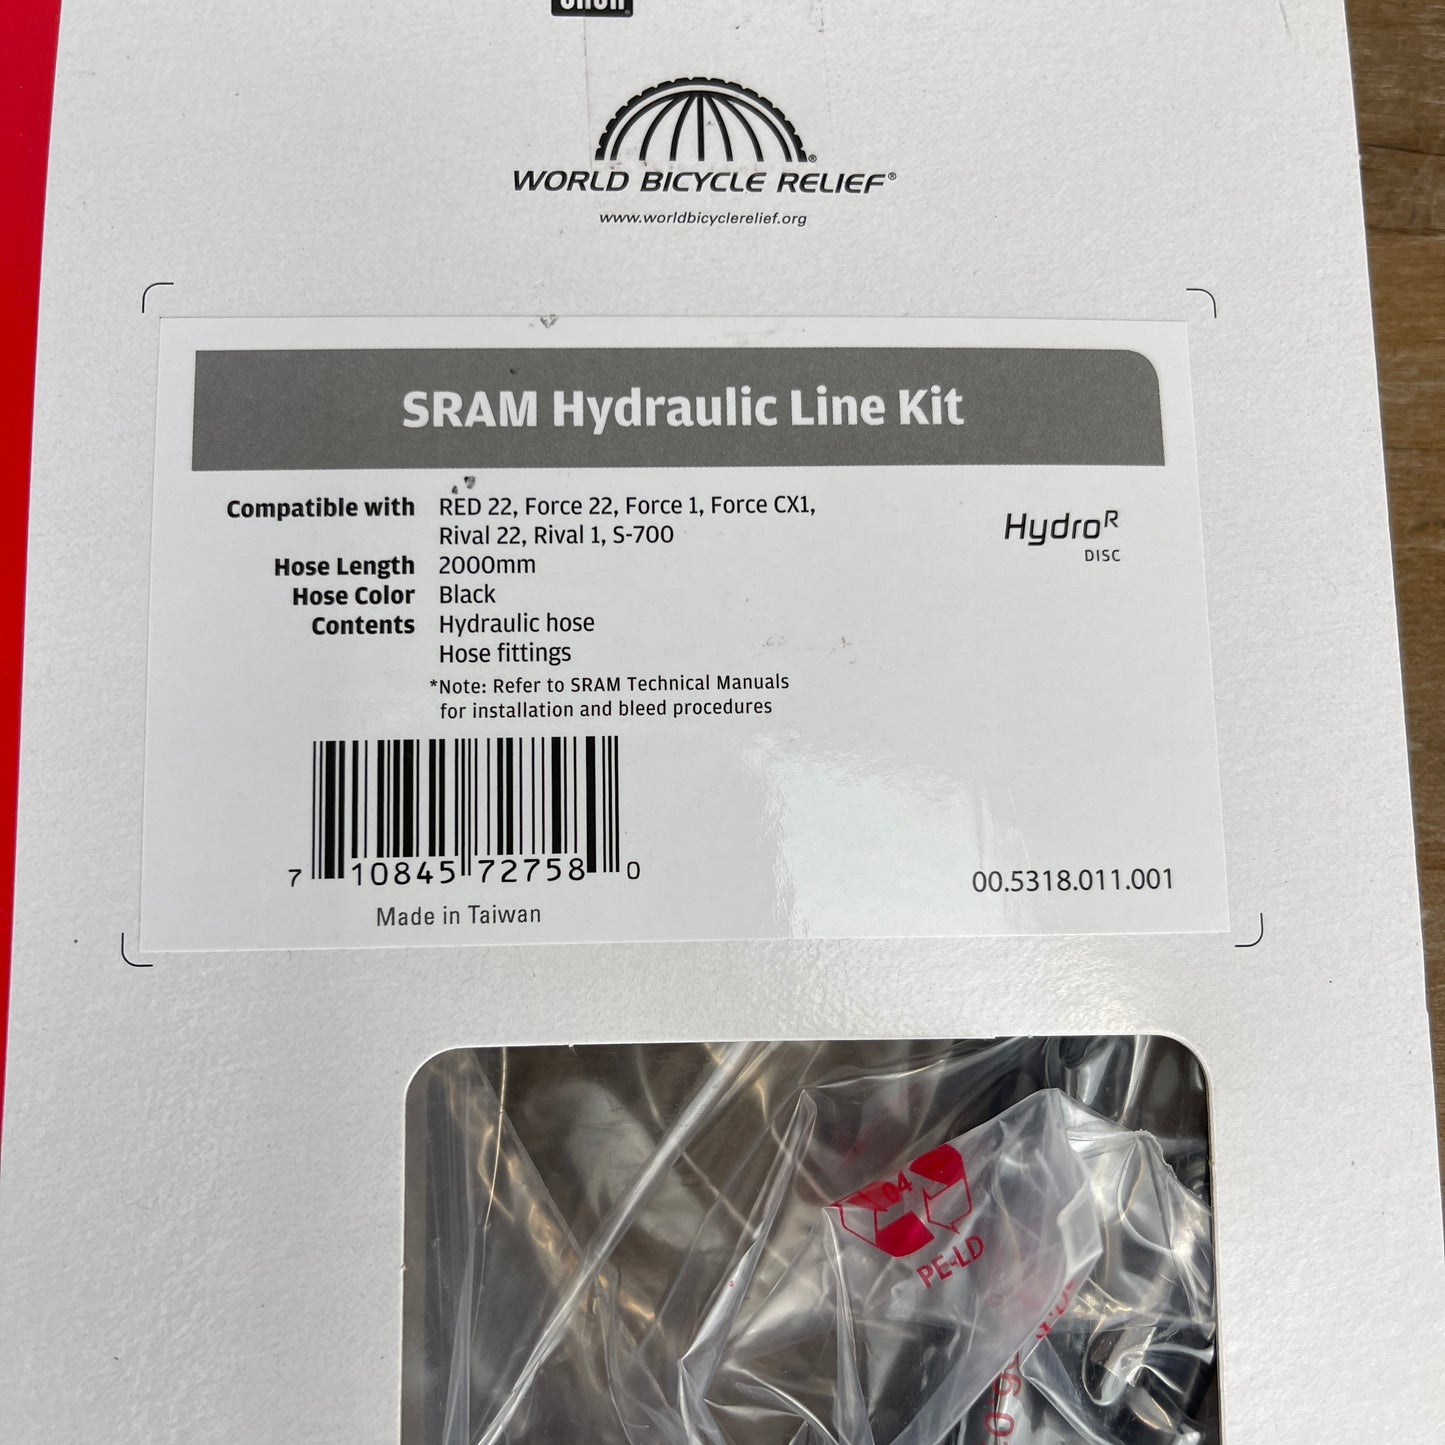 WORLD BICYCLE RELIEF®
www.worldbicyclerelief.org
SRAM Hydraulic Line Kit
Compatible with RED 22, Force 22, Force 1, Force CX1,
Rival 22, Rival 1, S-700
HydroR
DISC
Hose Length 2000mm
Hose Color Black
Contents Hydraulic hose
Hose fittings
*Note: Refer to SRAM Technical Manuals
for installation and bleed procedures
7 10845 72758 0
00.5318.011.001
Made in Taiwan
04
PE-LD